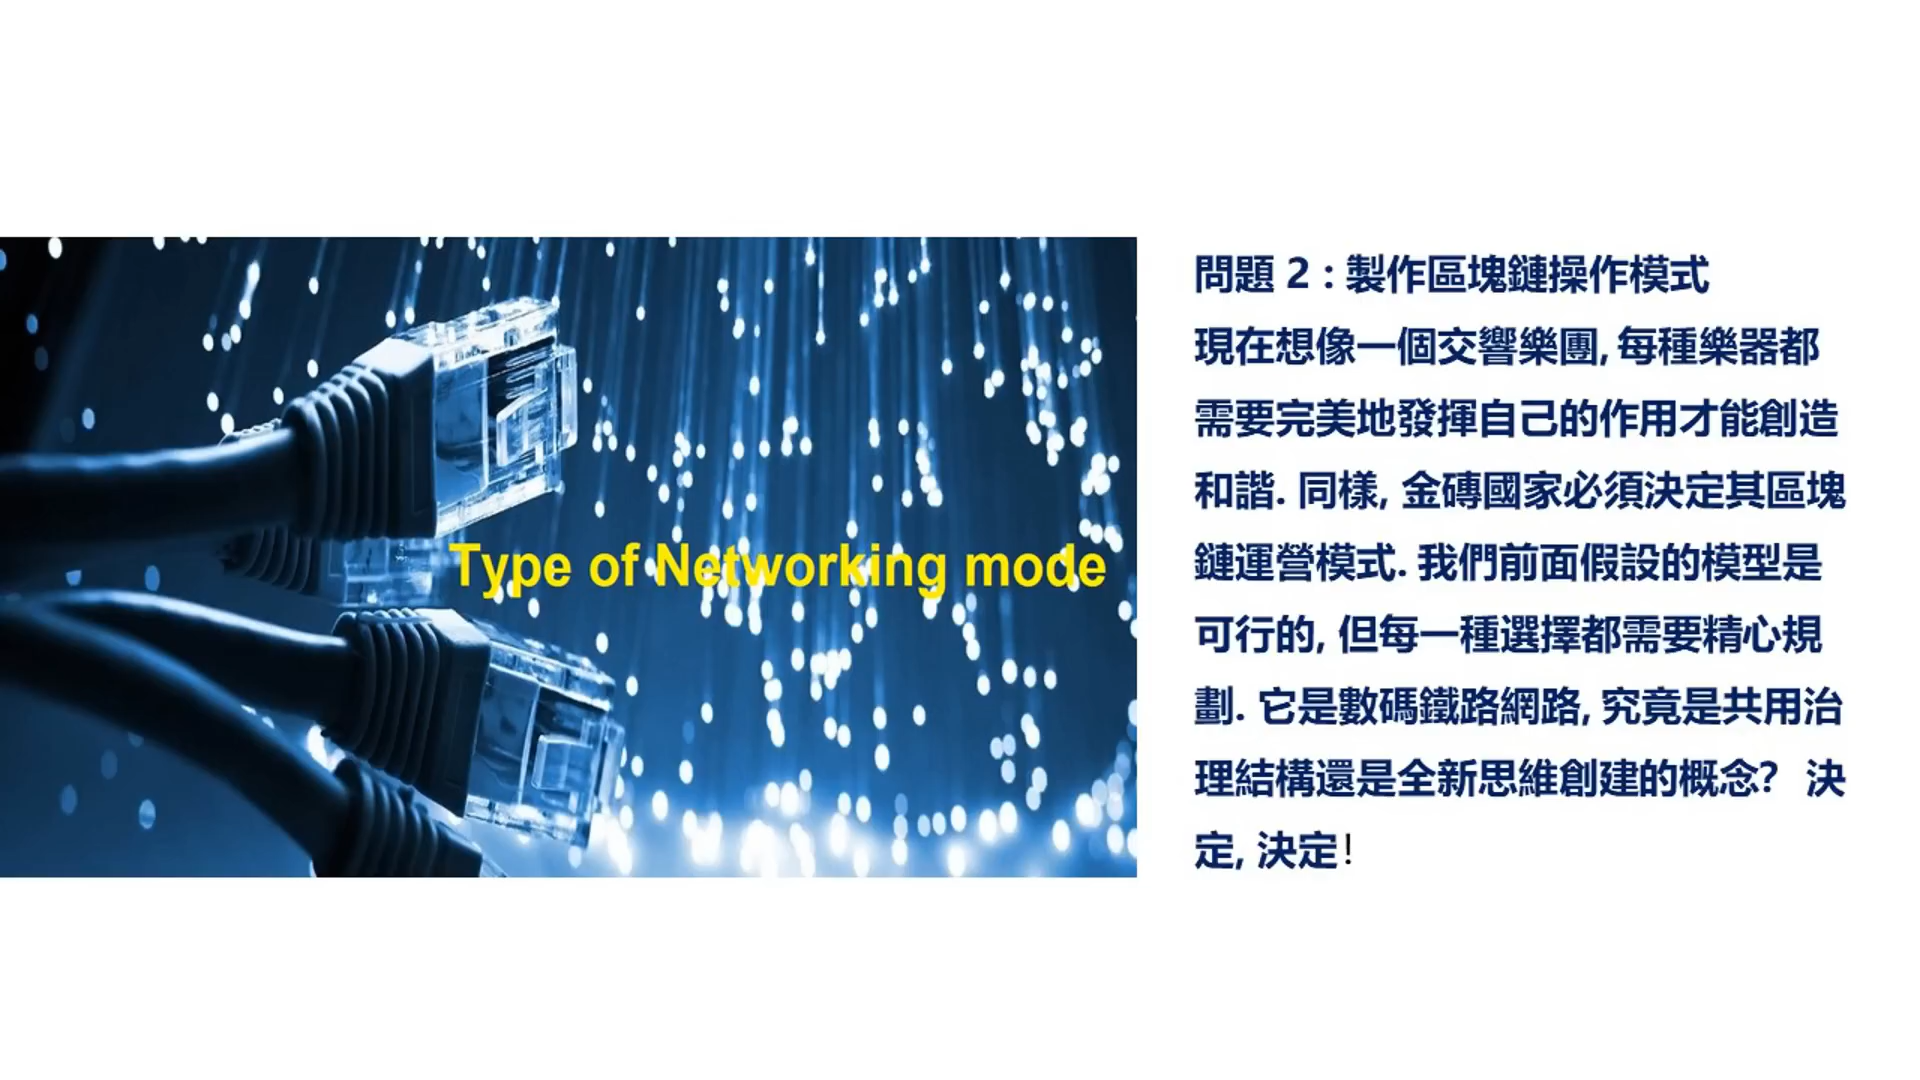 Type of Networking mode
問題 2 : 製作區塊鏈操作模式
現在想像一個交響樂團, 每種樂器都
需要完美地發揮自己的作用才能創造
和諧. 同樣, 金磚國家必須決定其區塊
鏈運營模式. 我們前面假設的模型是
可行的, 但每一種選擇都需要精心規
劃. 它是數碼鐵路網路, 究竟是共用治
理結構還是全新思維創建的概念? 決
定, 決定!